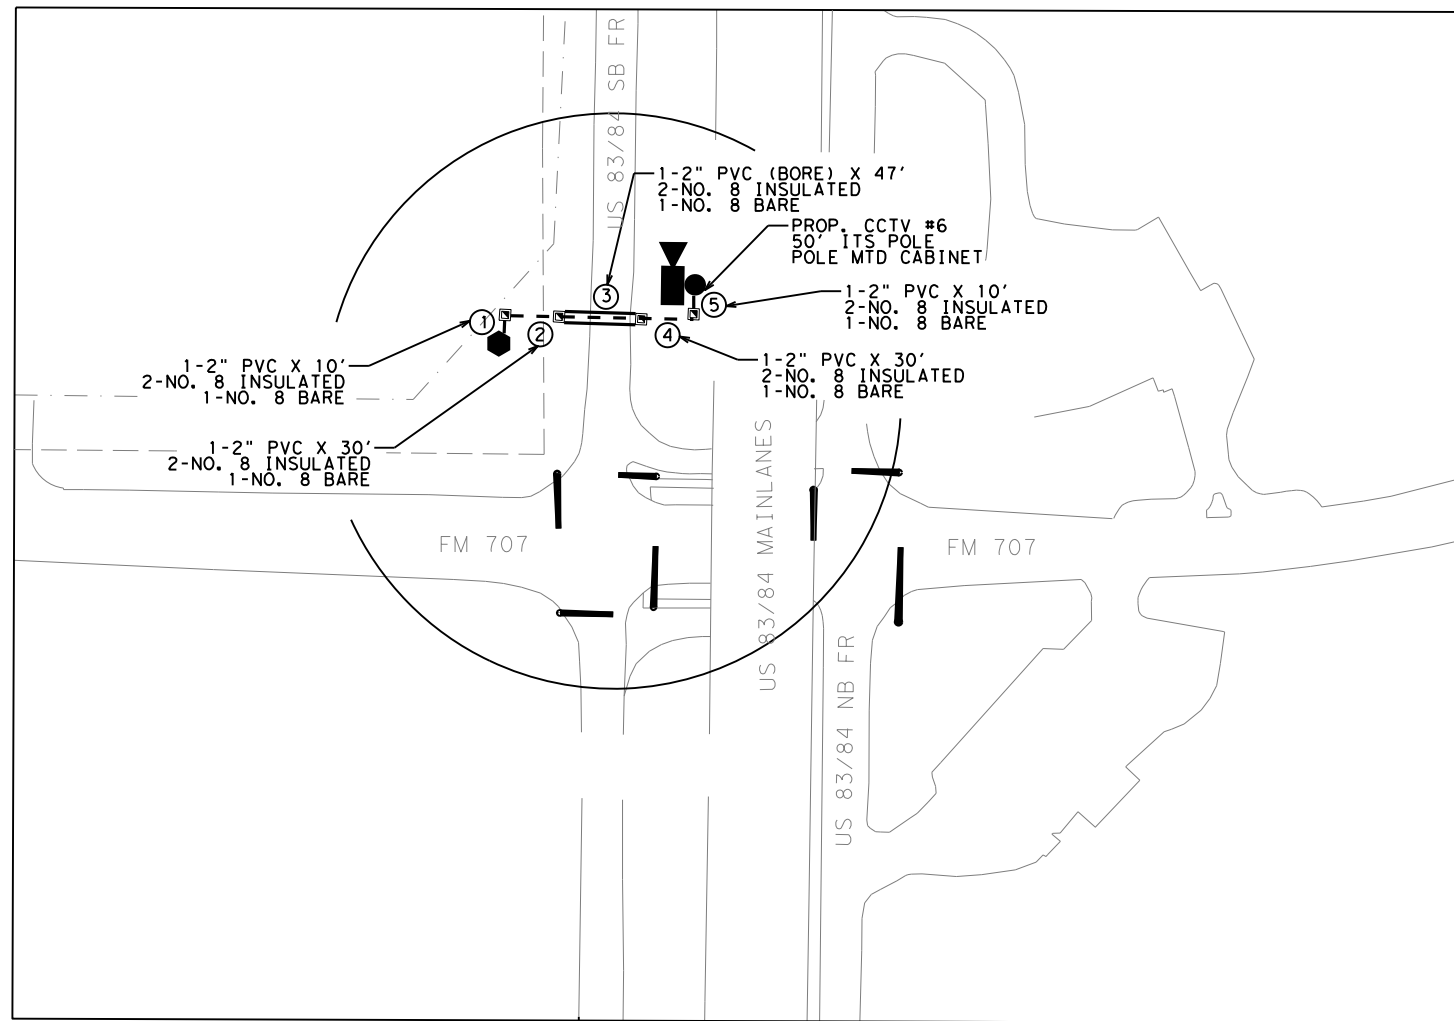 US 83/84 SB FR
1-2" PVC (BORE) X 47'
2-NO. 8 INSULATED
1-NO. 8 BARE
PROP. CCTV #6
50' ITS POLE
POLE MTD CABINET
3
5
1-2" PVC X 10'
2-NO. 8 INSULATED
1-NO. 8 BARE
1
2
4
1-2" PVC X 10'
2-NO. 8 INSULATED
1-NO. 8 BARE
1-2" PVC X 30'
2-NO. 8 INSULATED
1-NO. 8 BARE
1-2" PVC X 30'
2-NO. 8 INSULATED
1-NO. 8 BARE
US 83/84 MAINLANES
FM 707
FM 707
US 83/84 NB FR